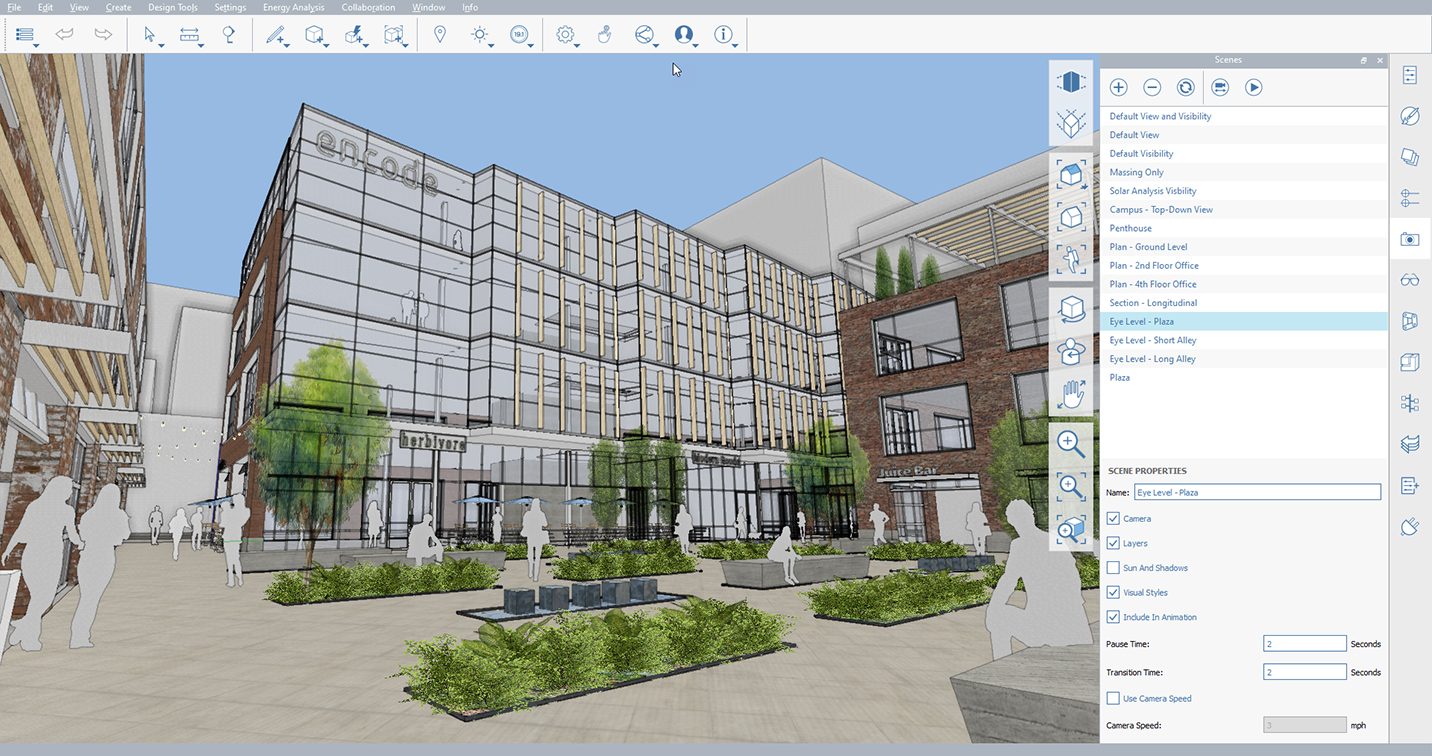 File Edit View Create Design Tools Settings Energy Analysis Collaboration Window Info
19.1
Scenes
Default View and Visibility
Default View
Default Visibility
Massing Only
Solar Analysis Visbility
Campus - Top-Down View
Penthouse
Plan - Ground Level
Plan - 2nd Floor Office
Plan - 4th Floor Office
Section - Longitudinal
Eye Level - Plaza
Eye Level - Short Alley
Eye Level - Long Alley
Plaza
SCENE PROPERTIES
Name: Eye Level - Plaza
Camera
Layers
Sun And Shadows
Visual Styles
Include In Animation
Pause Time: 2 Seconds
Transition Time: 2 Seconds
Use Camera Speed
Camera Speed: 3 mph
encode
herbivore
Juice Bar